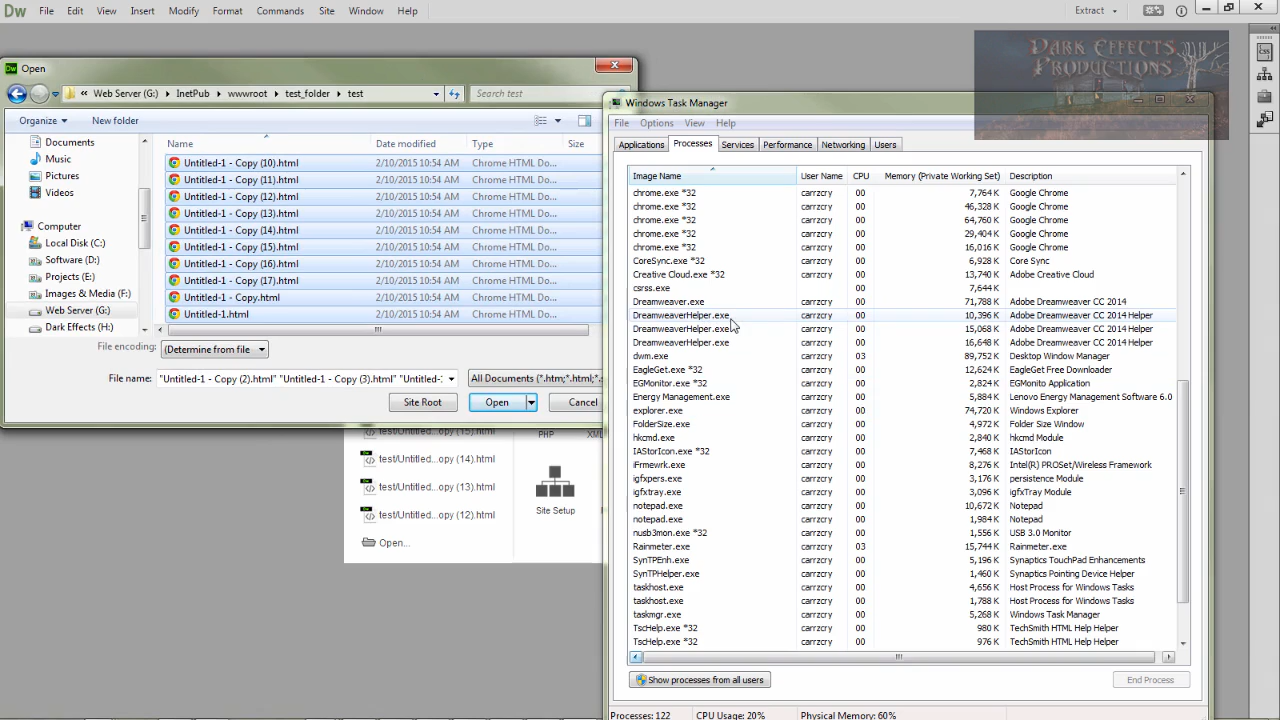 Dw File Edit View Insert Modify Format Commands Site Window Help Extract
DARK EFFECTS
PRODUCTIONS
Open
Web Server (G:) InetPub wwwroot test_folder test Search test
Organize New folder
Documents
Music
Pictures
Videos
Computer
Local Disk (C:)
Software (D:)
Projects (E:)
Images & Media (F:)
Web Server (G:)
Dark Effects (H:)
Name Date modified Type Size
Untitled-1 - Copy (10).html 2/10/2015 10:54 AM Chrome HTML Do...
Untitled-1 - Copy (11).html 2/10/2015 10:54 AM Chrome HTML Do...
Untitled-1 - Copy (12).html 2/10/2015 10:54 AM Chrome HTML Do...
Untitled-1 - Copy (13).html 2/10/2015 10:54 AM Chrome HTML Do...
Untitled-1 - Copy (14).html 2/10/2015 10:54 AM Chrome HTML Do...
Untitled-1 - Copy (15).html 2/10/2015 10:54 AM Chrome HTML Do...
Untitled-1 - Copy (16).html 2/10/2015 10:54 AM Chrome HTML Do...
Untitled-1 - Copy (17).html 2/10/2015 10:54 AM Chrome HTML Do...
Untitled-1 - Copy.html 2/10/2015 10:54 AM Chrome HTML Do...
Untitled-1.html 2/10/2015 10:54 AM Chrome HTML Do...
File encoding: (Determine from file
File name: "Untitled-1 - Copy (2).html" "Untitled-1 - Copy (3).html" "Untitled-: All Documents (*.htm;*.html;*.s
Site Root Open Cancel
test/Untitled...opy (15).html
test/Untitled...opy (14).html
test/Untitled...opy (13).html
test/Untitled...opy (12).html
Open...
PHP XML
Site Setup
Windows Task Manager
File Options View Help
Applications Processes Services Performance Networking Users
Image Name User Name CPU Memory (Private Working Set) Description
chrome.exe *32 carrzcry 00 7,764 K Google Chrome
chrome.exe *32 carrzcry 00 46,328 K Google Chrome
chrome.exe *32 carrzcry 00 64,760 K Google Chrome
chrome.exe *32 carrzcry 00 29,404 K Google Chrome
chrome.exe *32 carrzcry 00 16,016 K Google Chrome
CoreSync.exe *32 carrzcry 00 6,928 K Core Sync
Creative Cloud.exe *32 carrzcry 00 13,740 K Adobe Creative Cloud
csrss.exe 00 7,644 K
Dreamweaver.exe carrzcry 00 71,788 K Adobe Dreamweaver CC 2014
DreamweaverHelper.exe carrzcry 00 10,396 K Adobe Dreamweaver CC 2014 Helper
DreamweaverHelper.exe carrzcry 00 15,068 K Adobe Dreamweaver CC 2014 Helper
DreamweaverHelper.exe carrzcry 00 16,648 K Adobe Dreamweaver CC 2014 Helper
dwm.exe carrzcry 03 89,752 K Desktop Window Manager
EagleGet.exe *32 carrzcry 00 12,624 K EagleGet Free Downloader
EGMonitor.exe *32 carrzcry 00 2,824 K EGMonito Application
Energy Management.exe carrzcry 00 5,884 K Lenovo Energy Management Software 6.0
explorer.exe carrzcry 00 74,720 K Windows Explorer
FolderSize.exe carrzcry 00 4,972 K Folder Size Window
hkcmd.exe carrzcry 00 2,840 K hkcmd Module
IAStorIcon.exe *32 carrzcry 00 7,468 K IAStorIcon
iFrmewrk.exe carrzcry 00 8,276 K Intel(R) PROSet/Wireless Framework
igfxpers.exe carrzcry 00 3,176 K persistence Module
igfxtray.exe carrzcry 00 3,096 K igfxTray Module
notepad.exe carrzcry 00 10,672 K Notepad
notepad.exe carrzcry 00 1,984 K Notepad
nusb3mon.exe *32 carrzcry 00 1,556 K USB 3.0 Monitor
Rainmeter.exe carrzcry 03 15,744 K Rainmeter.exe
SynTPEnh.exe carrzcry 00 5,196 K Synaptics TouchPad Enhancements
SynTPHelper.exe carrzcry 00 1,460 K Synaptics Pointing Device Helper
taskhost.exe carrzcry 00 4,656 K Host Process for Windows Tasks
taskhost.exe carrzcry 00 1,788 K Host Process for Windows Tasks
taskmgr.exe carrzcry 00 5,268 K Windows Task Manager
TscHelp.exe *32 carrzcry 00 980 K TechSmith HTML Help Helper
TscHelp.exe *32 carrzcry 00 976 K TechSmith HTML Help Helper
Show processes from all users End Process
Processes: 122 CPU Usage: 20% Physical Memory: 60%